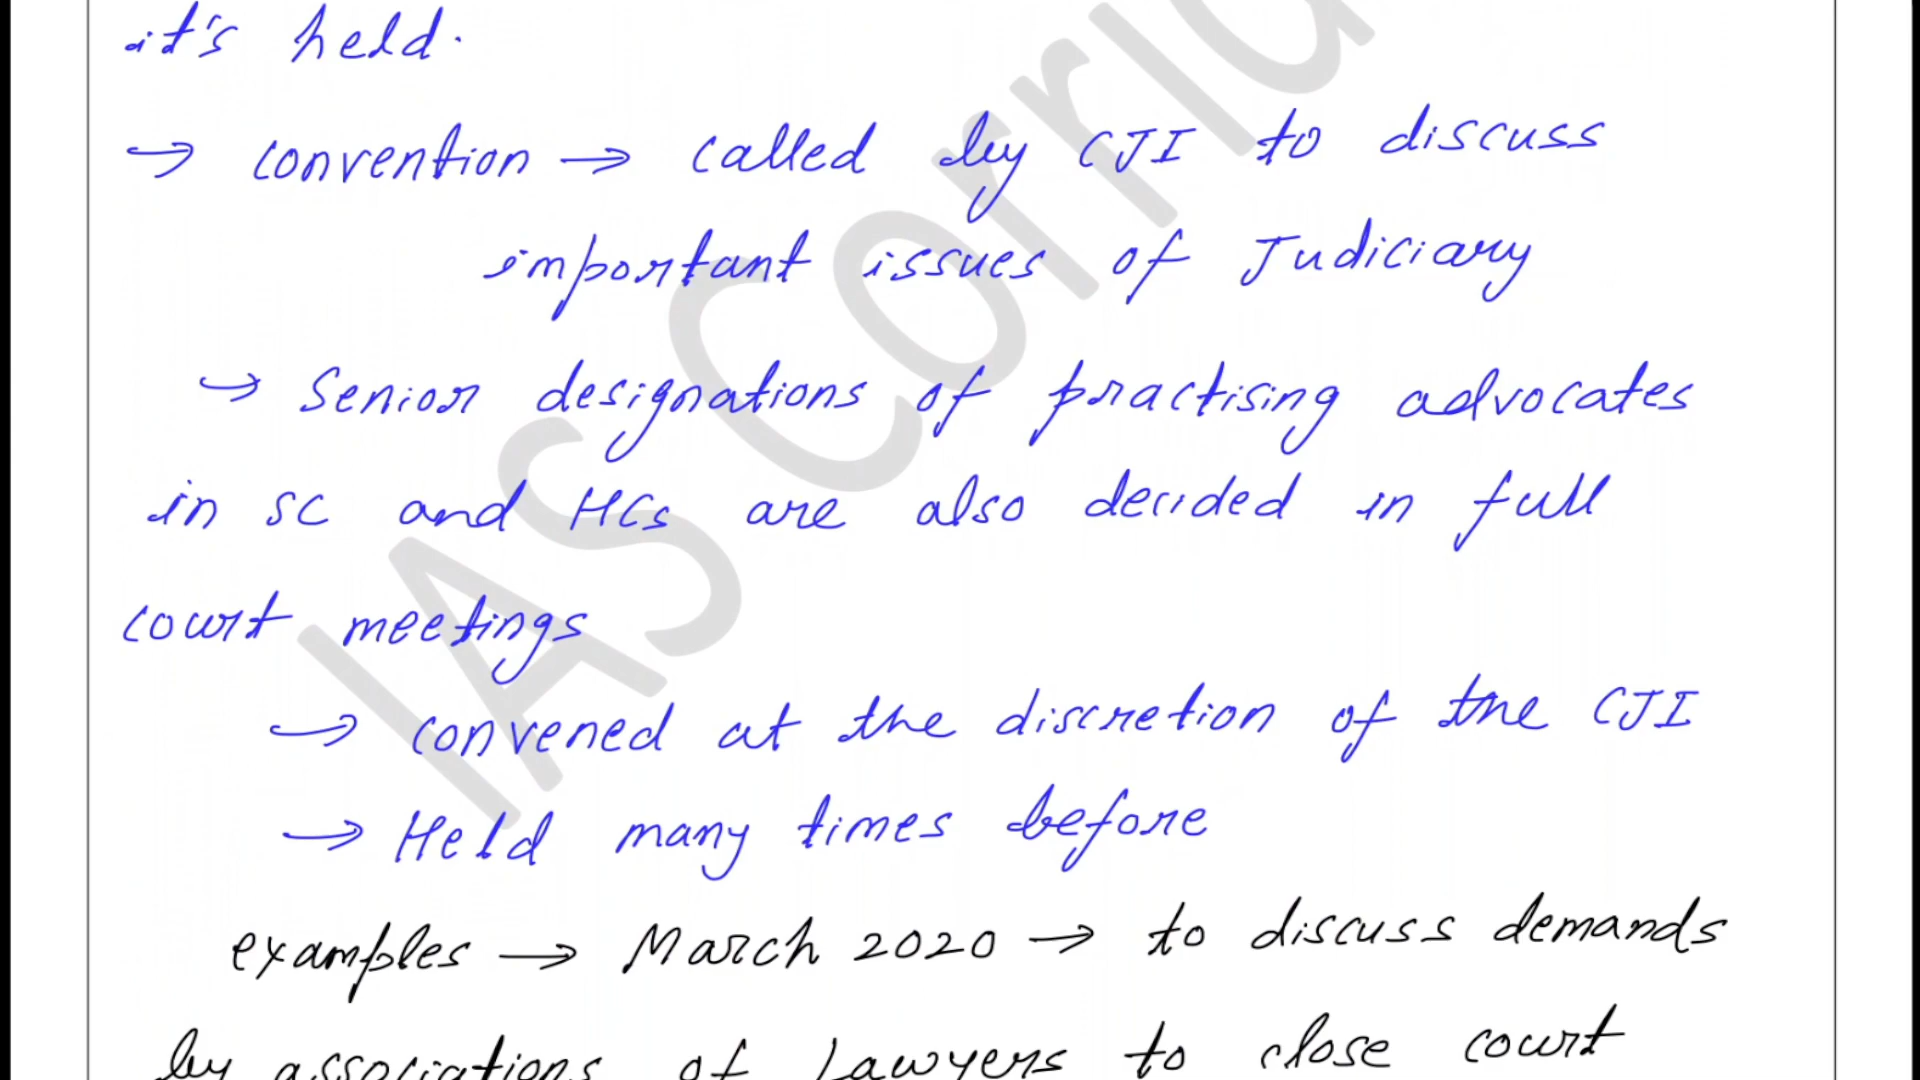 it's held.
→ convention → called by CJI to discuss
important issues of Judiciary
→ Senior designations of practising advocates
in SC and HCs are also decided in full
court meetings
→ convened at the discretion of the CJI
→ Held many times before
examples → March 2020 → to discuss demands
by associations of Lawyers to close court
IAS Corri